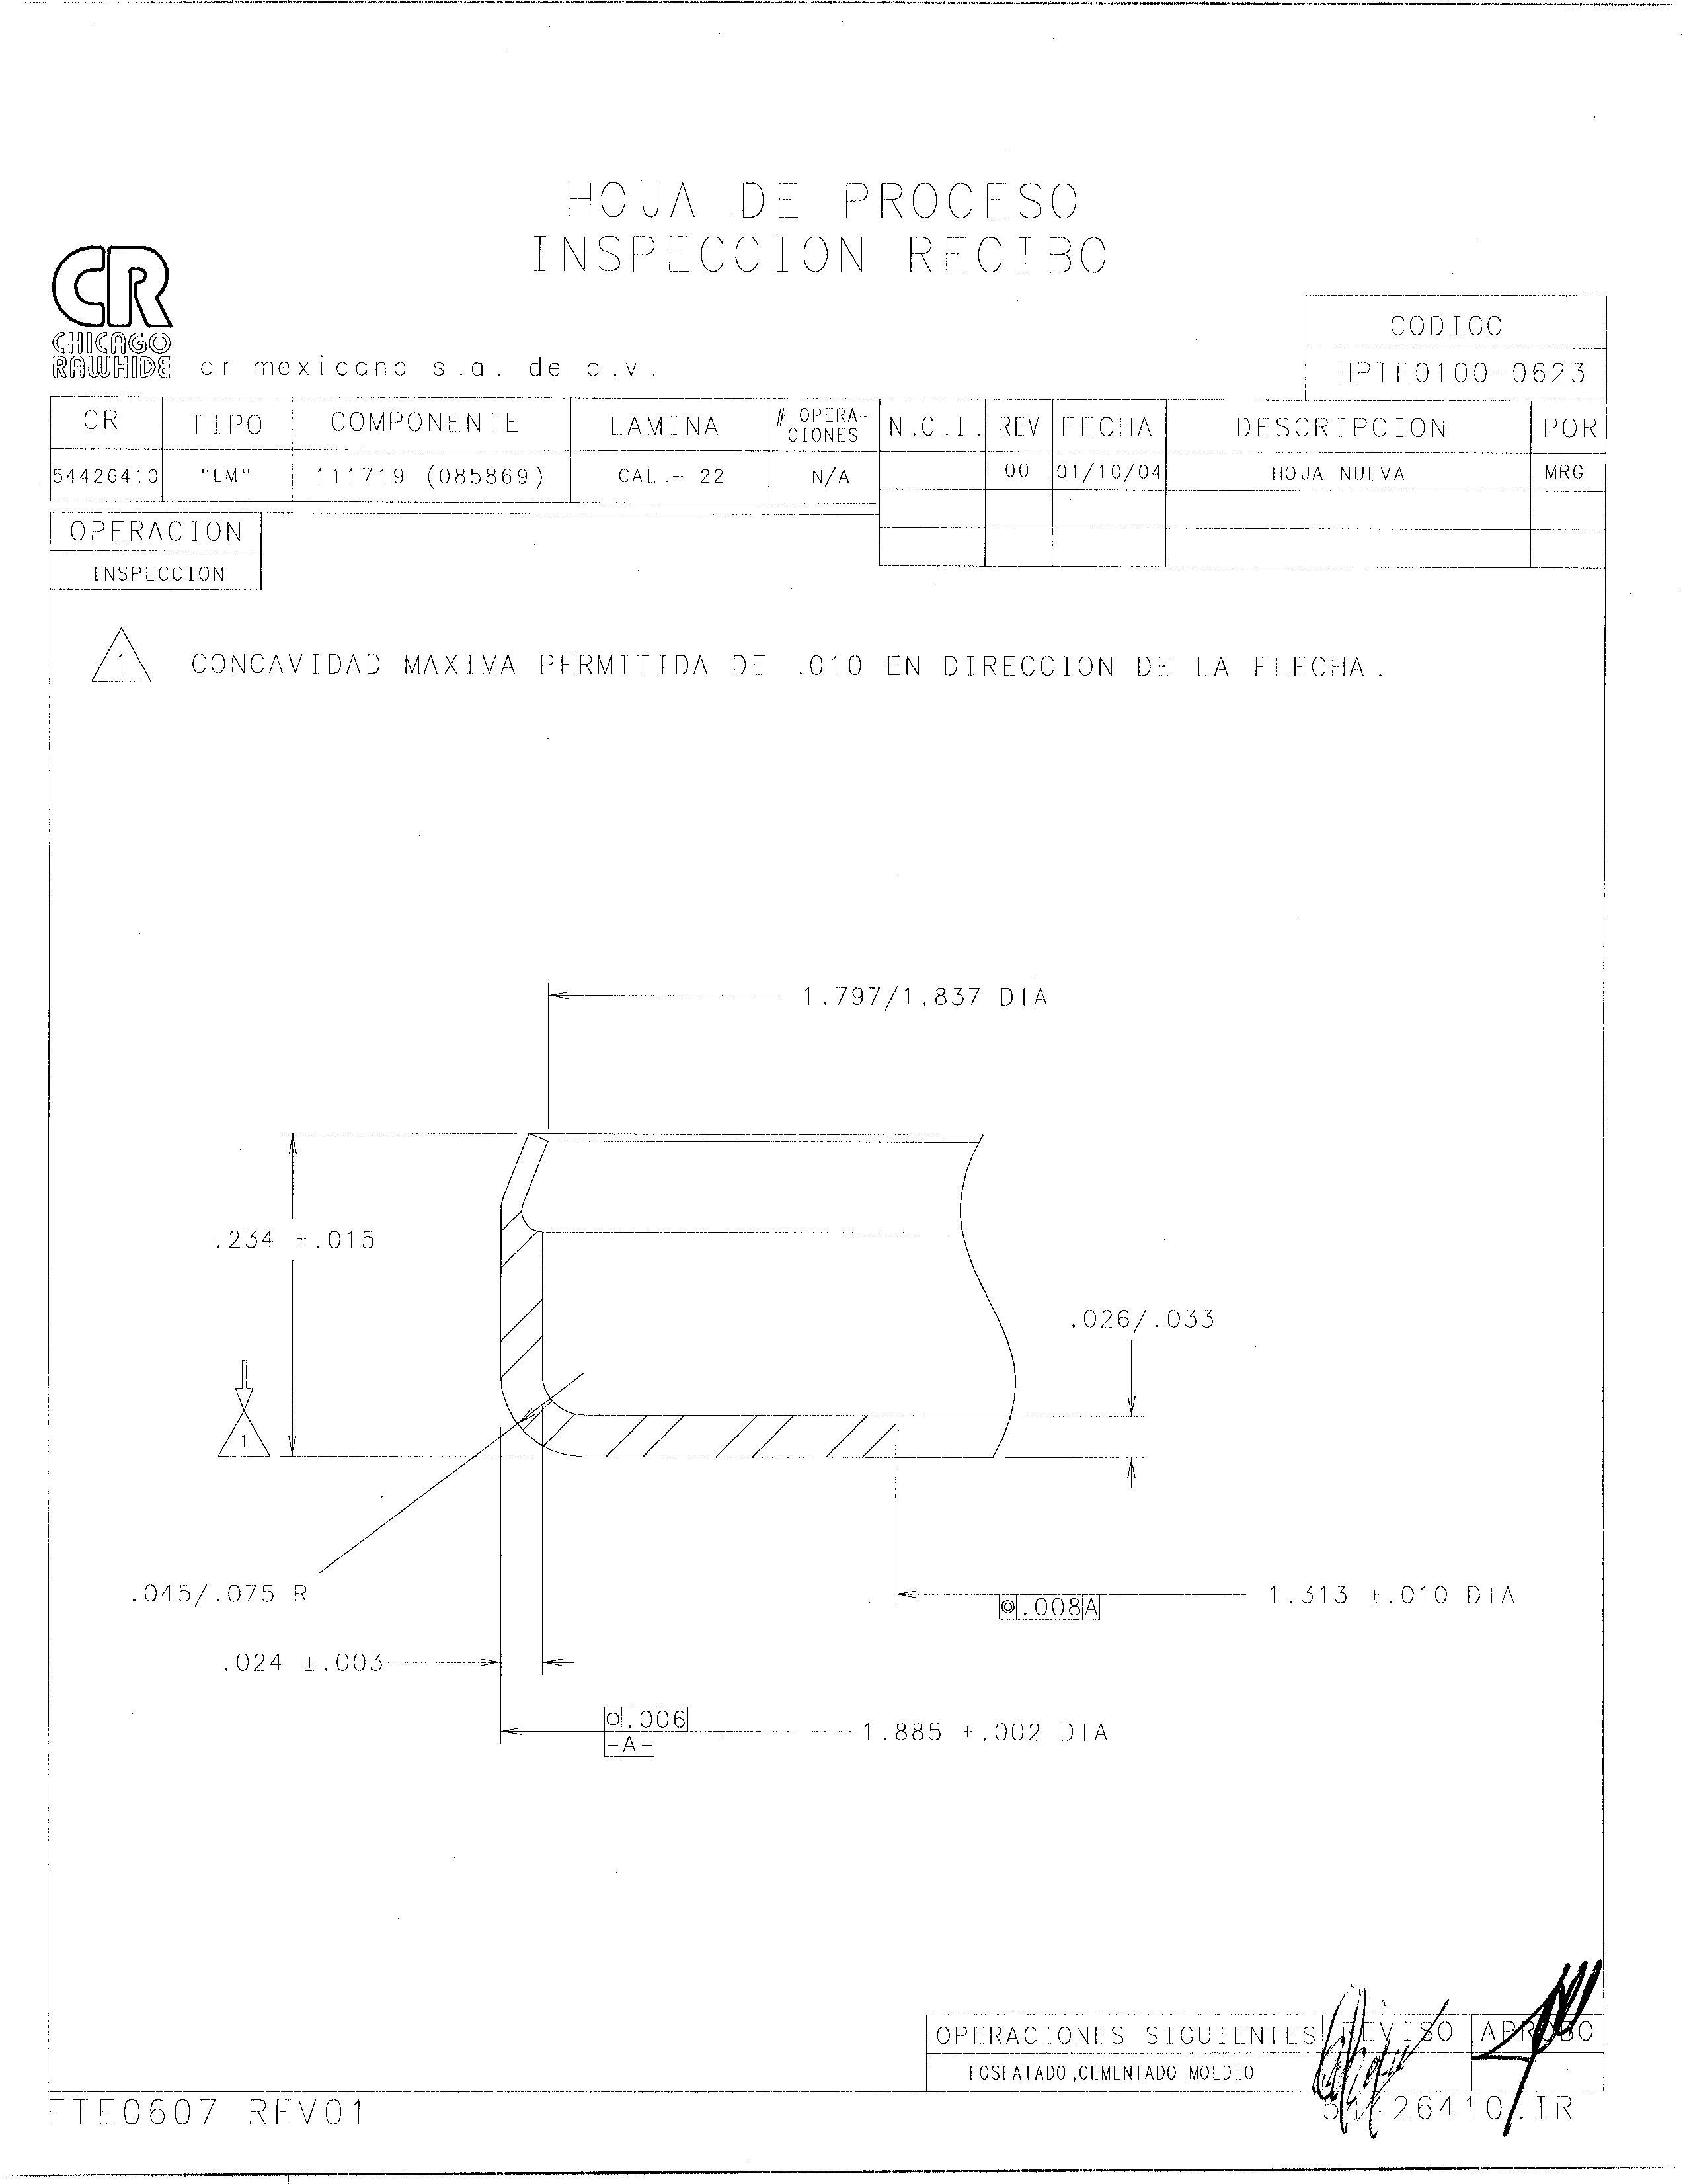 HOJA DE PROCESO
INSPECCION RECIBO
CR
CHICAGO
RAWHIDE
cr mexicana s.a. de c.v.
CODIGO
HPTE0100-0623
CR TIPO COMPONENTE LAMINA # OPERA-CIONES N.C.I. REV FECHA DESCRIPCION POR
54426410 "LM" 111719 (085869) CAL.- 22 N/A 00 01/10/04 HOJA NUEVA MRG
OPERACION
INSPECCION
1 CONCAVIDAD MAXIMA PERMITIDA DE .010 EN DIRECCION DE LA FLECHA.
1.797/1.837 DIA
.234 ±.015
.026/.033
1
.045/.075 R
1.313 ±.010 DIA
◎ .008 A
.024 ±.003
○ .006
-A-
1.885 ±.002 DIA
OPERACIONES SIGUIENTES REVISO APROBO
FOSFATADO,CEMENTADO,MOLDEO
FTE0607 REV01
54426410.IR